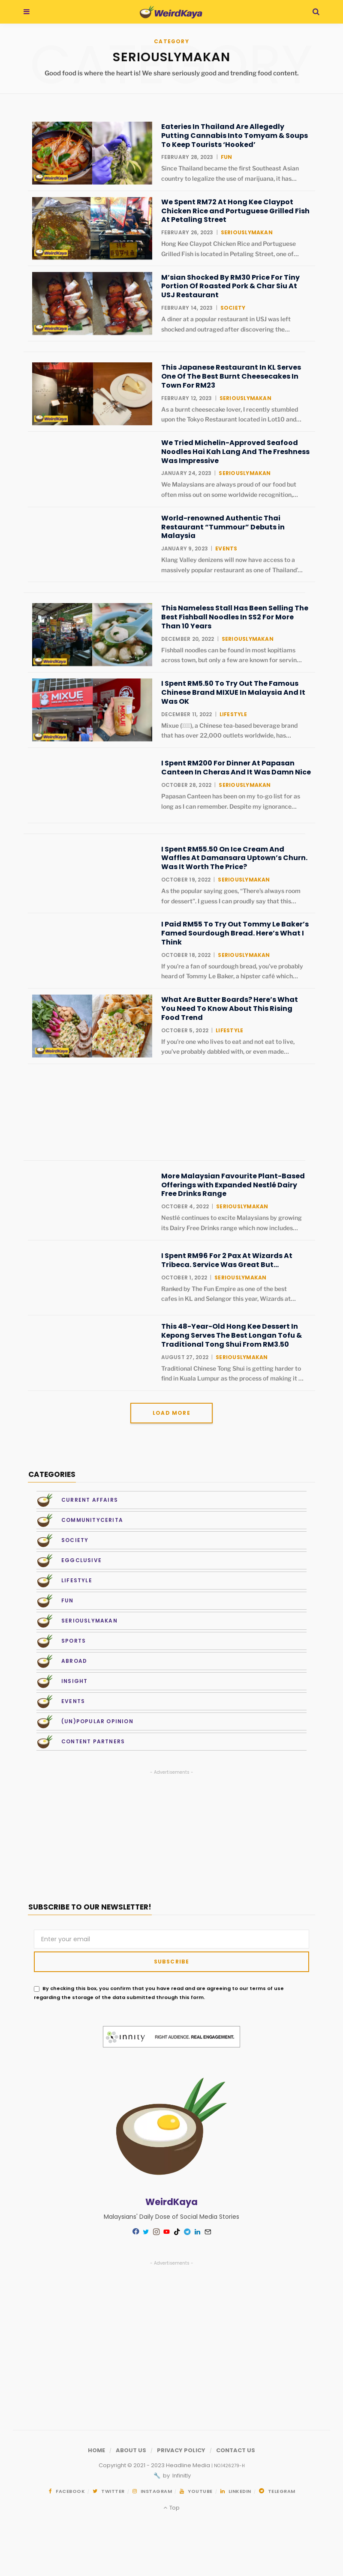 WeirdKaya
CATEGORY
SERIOUSLYMAKAN
Good food is where the heart is! We share seriously good and trending food content.
Eateries In Thailand Are Allegedly
Putting Cannabis Into Tomyam & Soups
To Keep Tourists ‘Hooked’
FEBRUARY 28, 2023 | FUN
Since Thailand became the first Southeast Asian
country to legalize the use of marijuana, it has…
WeirdKaya
We Spent RM72 At Hong Kee Claypot
Chicken Rice and Portuguese Grilled Fish
At Petaling Street
FEBRUARY 26, 2023 | SERIOUSLYMAKAN
Hong Kee Claypot Chicken Rice and Portuguese
Grilled Fish is located in Petaling Street, one of…
WeirdKaya
M’sian Shocked By RM30 Price For Tiny
Portion Of Roasted Pork & Char Siu At
USJ Restaurant
FEBRUARY 14, 2023 | SOCIETY
A diner at a popular restaurant in USJ was left
shocked and outraged after discovering the…
WeirdKaya
This Japanese Restaurant In KL Serves
One Of The Best Burnt Cheesecakes In
Town For RM23
FEBRUARY 12, 2023 | SERIOUSLYMAKAN
As a burnt cheesecake lover, I recently stumbled
upon the Tokyo Restaurant located in Lot10 and…
WeirdKaya
We Tried Michelin-Approved Seafood
Noodles Hai Kah Lang And The Freshness
Was Impressive
JANUARY 24, 2023 | SERIOUSLYMAKAN
We Malaysians are always proud of our food but
often miss out on some worldwide recognition,…
World-renowned Authentic Thai
Restaurant “Tummour” Debuts in
Malaysia
JANUARY 9, 2023 | EVENTS
Klang Valley denizens will now have access to a
massively popular restaurant as one of Thailand’…
This Nameless Stall Has Been Selling The
Best Fishball Noodles In SS2 For More
Than 10 Years
DECEMBER 20, 2022 | SERIOUSLYMAKAN
Fishball noodles can be found in most kopitiams
across town, but only a few are known for servin…
WeirdKaya
I Spent RM5.50 To Try Out The Famous
Chinese Brand MIXUE In Malaysia And It
Was OK
DECEMBER 11, 2022 | LIFESTYLE
Mixue (▯▯▯), a Chinese tea-based beverage brand
that has over 22,000 outlets worldwide, has…
MIXUE
WeirdKaya
I Spent RM200 For Dinner At Papasan
Canteen In Cheras And It Was Damn Nice
OCTOBER 28, 2022 | SERIOUSLYMAKAN
Papasan Canteen has been on my to-go list for as
long as I can remember. Despite my ignorance…
I Spent RM55.50 On Ice Cream And
Waffles At Damansara Uptown’s Churn.
Was It Worth The Price?
OCTOBER 19, 2022 | SERIOUSLYMAKAN
As the popular saying goes, “There’s always room
for dessert”. I guess I can proudly say that this…
I Paid RM55 To Try Out Tommy Le Baker’s
Famed Sourdough Bread. Here’s What I
Think
OCTOBER 18, 2022 | SERIOUSLYMAKAN
If you’re a fan of sourdough bread, you’ve probably
heard of Tommy Le Baker, a hipster café which…
What Are Butter Boards? Here’s What
You Need To Know About This Rising
Food Trend
OCTOBER 5, 2022 | LIFESTYLE
If you’re one who lives to eat and not eat to live,
you’ve probably dabbled with, or even made…
WeirdKaya
More Malaysian Favourite Plant-Based
Offerings with Expanded Nestlé Dairy
Free Drinks Range
OCTOBER 4, 2022 | SERIOUSLYMAKAN
Nestlé continues to excite Malaysians by growing
its Dairy Free Drinks range which now includes…
I Spent RM96 For 2 Pax At Wizards At
Tribeca. Service Was Great But…
OCTOBER 1, 2022 | SERIOUSLYMAKAN
Ranked by The Fun Empire as one of the best
cafes in KL and Selangor this year, Wizards at…
This 48-Year-Old Hong Kee Dessert In
Kepong Serves The Best Longan Tofu &
Traditional Tong Shui From RM3.50
AUGUST 27, 2022 | SERIOUSLYMAKAN
Traditional Chinese Tong Shui is getting harder to
find in Kuala Lumpur as the process of making it …
LOAD MORE
CATEGORIES
CURRENT AFFAIRS
COMMUNITYCERITA
SOCIETY
EGGCLUSIVE
LIFESTYLE
FUN
SERIOUSLYMAKAN
SPORTS
ABROAD
INSIGHT
EVENTS
(UN)POPULAR OPINION
CONTENT PARTNERS
- Advertisements -
SUBSCRIBE TO OUR NEWSLETTER!
Enter your email
SUBSCRIBE
By checking this box, you confirm that you have read and are agreeing to our terms of use
regarding the storage of the data submitted through this form.
innity RIGHT AUDIENCE. REAL ENGAGEMENT.
WeirdKaya
Malaysians' Daily Dose of Social Media Stories
- Advertisements -
HOME / ABOUT US / PRIVACY POLICY / CONTACT US
Copyright © 2021 - 2023 Headline Media
🔧 by Infinity
FACEBOOK TWITTER INSTAGRAM YOUTUBE LINKEDIN TELEGRAM
Top